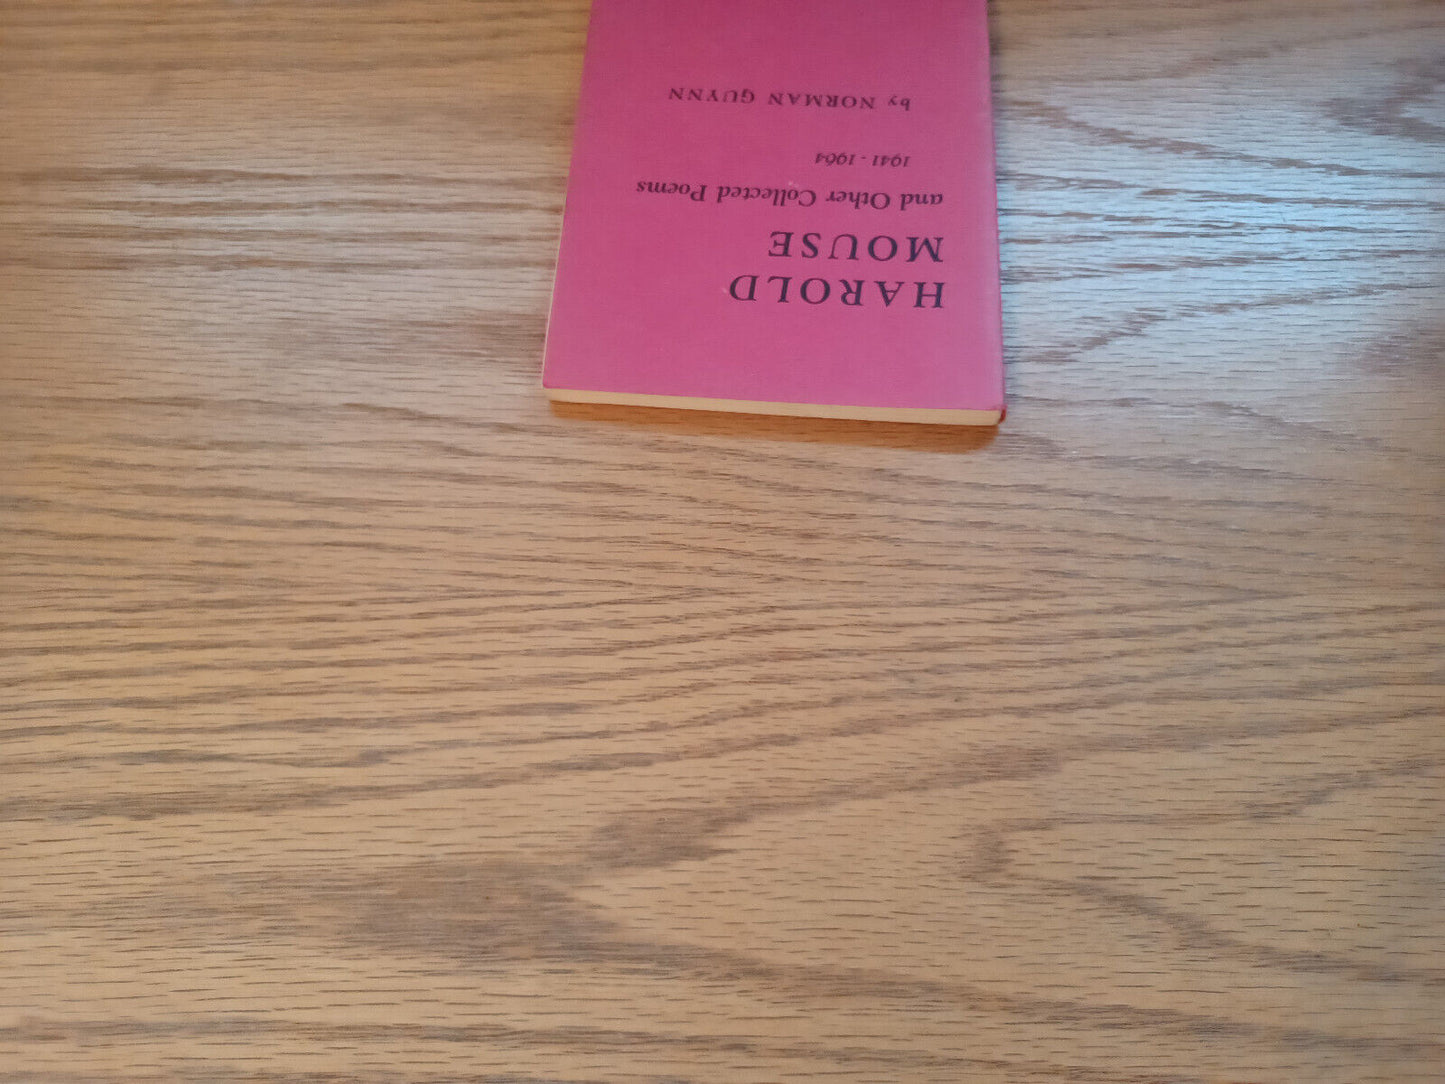 HAROLD
MOUSE
and Other Collected Poems
1941 - 1964
by NORMAN GUYNN